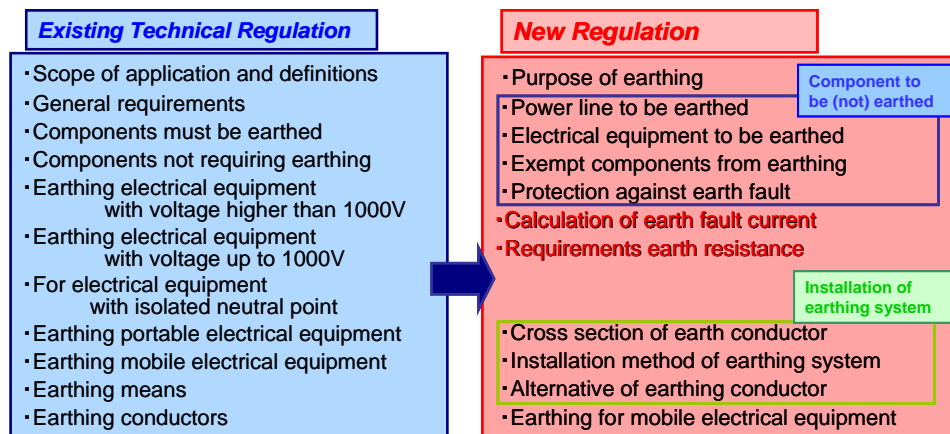 Existing Technical Regulation
・Scope of application and definitions
・General requirements
・Components must be earthed
・Components not requiring earthing
・Earthing electrical equipment
with voltage higher than 1000V
・Earthing electrical equipment
with voltage up to 1000V
・For electrical equipment
with isolated neutral point
・Earthing portable electrical equipment
・Earthing mobile electrical equipment
・Earthing means
・Earthing conductors
New Regulation
・Purpose of earthing
Component to
be (not) earthed
・Power line to be earthed
・Electrical equipment to be earthed
・Exempt components from earthing
・Protection against earth fault
・Calculation of earth fault current
・Requirements earth resistance
Installation of
earthing system
・Cross section of earth conductor
・Installation method of earthing system
・Alternative of earthing conductor
・Earthing for mobile electrical equipment